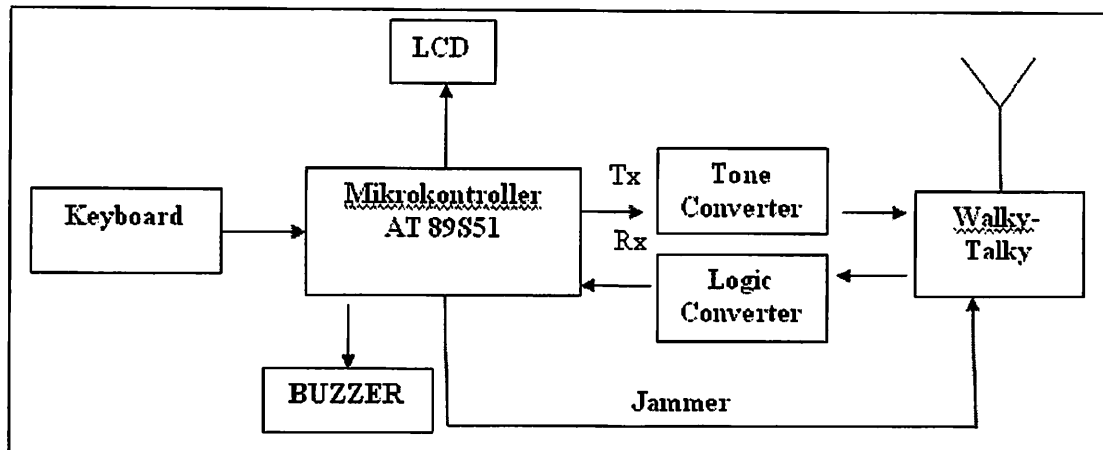 LCD
Keyboard
Mikrokontroller
AT 89S51
Tx
Rx
Tone
Converter
Logic
Converter
Walky-
Talky
BUZZER
Jammer